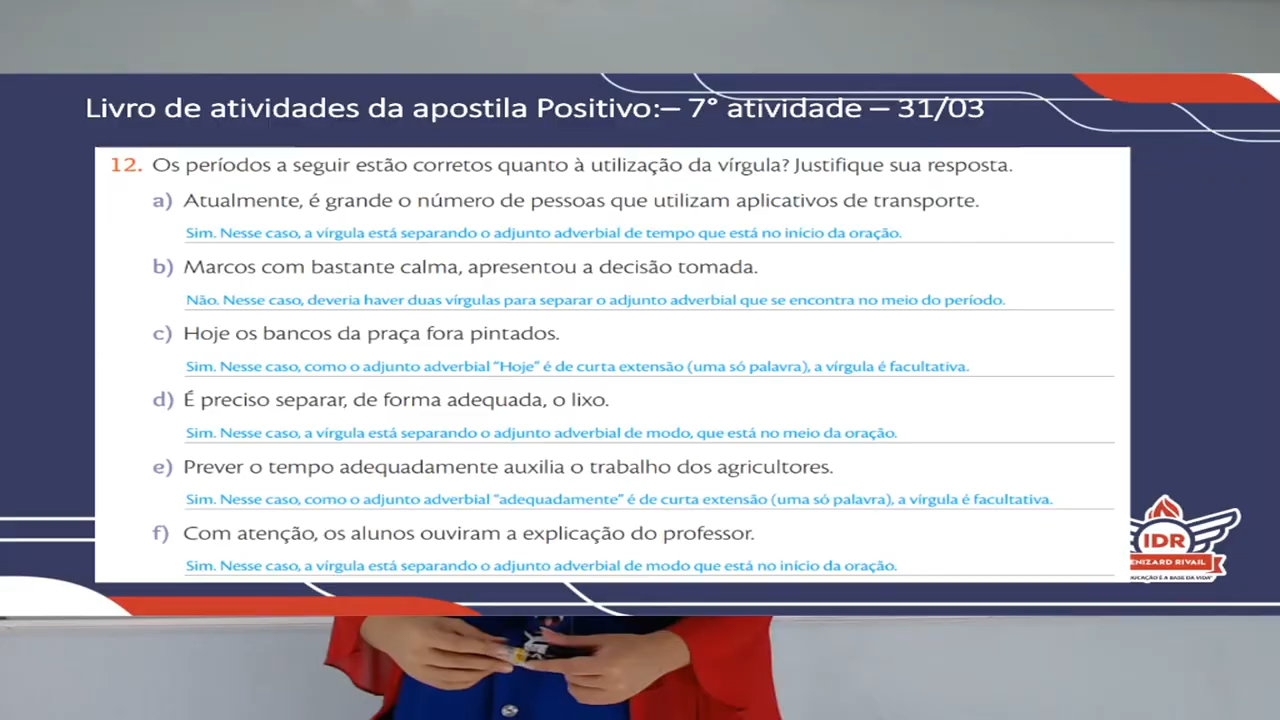 Livro de atividades da apostila Positivo:– 7° atividade – 31/03
12. Os períodos a seguir estão corretos quanto à utilização da vírgula? Justifique sua resposta.
a) Atualmente, é grande o número de pessoas que utilizam aplicativos de transporte.
Sim. Nesse caso, a vírgula está separando o adjunto adverbial de tempo que está no início da oração.
b) Marcos com bastante calma, apresentou a decisão tomada.
Não. Nesse caso, deveria haver duas vírgulas para separar o adjunto adverbial que se encontra no meio do período.
c) Hoje os bancos da praça fora pintados.
Sim. Nesse caso, como o adjunto adverbial "Hoje" é de curta extensão (uma só palavra), a vírgula é facultativa.
d) É preciso separar, de forma adequada, o lixo.
Sim. Nesse caso, a vírgula está separando o adjunto adverbial de modo, que está no meio da oração.
e) Prever o tempo adequadamente auxilia o trabalho dos agricultores.
Sim. Nesse caso, como o adjunto adverbial "adequadamente" é de curta extensão (uma só palavra), a vírgula é facultativa.
f) Com atenção, os alunos ouviram a explicação do professor.
Sim. Nesse caso, a vírgula está separando o adjunto adverbial de modo que está no início da oração.
IDR
ENIZARD RIVAIL
UCAÇÃO É A BASE DA VIDA"